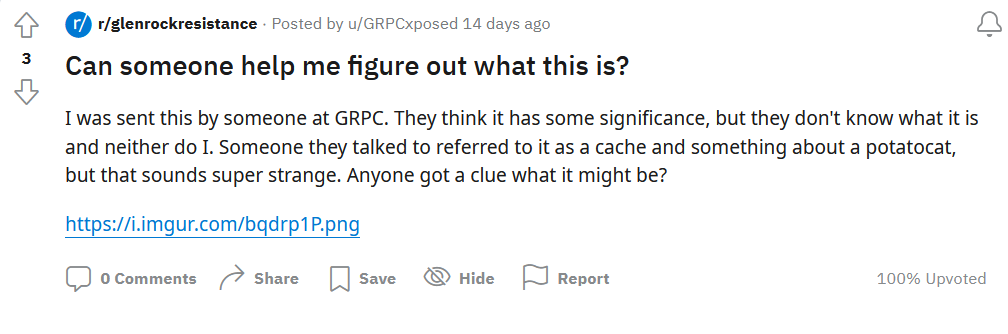 r/ r/glenrockresistance · Posted by u/GRPCxposed 14 days ago
3
Can someone help me figure out what this is?
I was sent this by someone at GRPC. They think it has some significance, but they don't know what it is
and neither do I. Someone they talked to referred to it as a cache and something about a potatocat,
but that sounds super strange. Anyone got a clue what it might be?
https://i.imgur.com/bqdrp1P.png
0 Comments Share Save Hide Report 100% Upvoted